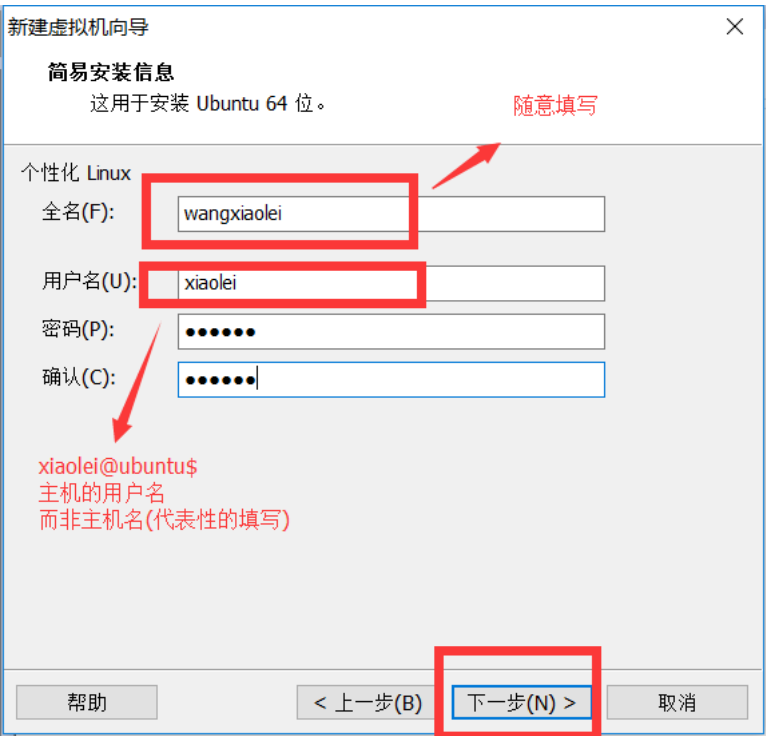 新建虚拟机向导
简易安装信息
这用于安装 Ubuntu 64 位。
随意填写
个性化 Linux
全名(F): wangxiaolei
用户名(U): xiaolei
密码(P): ●●●●●●
确认(C): ●●●●●●
xiaolei@ubuntu$
主机的用户名
而非主机名(代表性的填写)
帮助 < 上一步(B) 下一步(N) > 取消